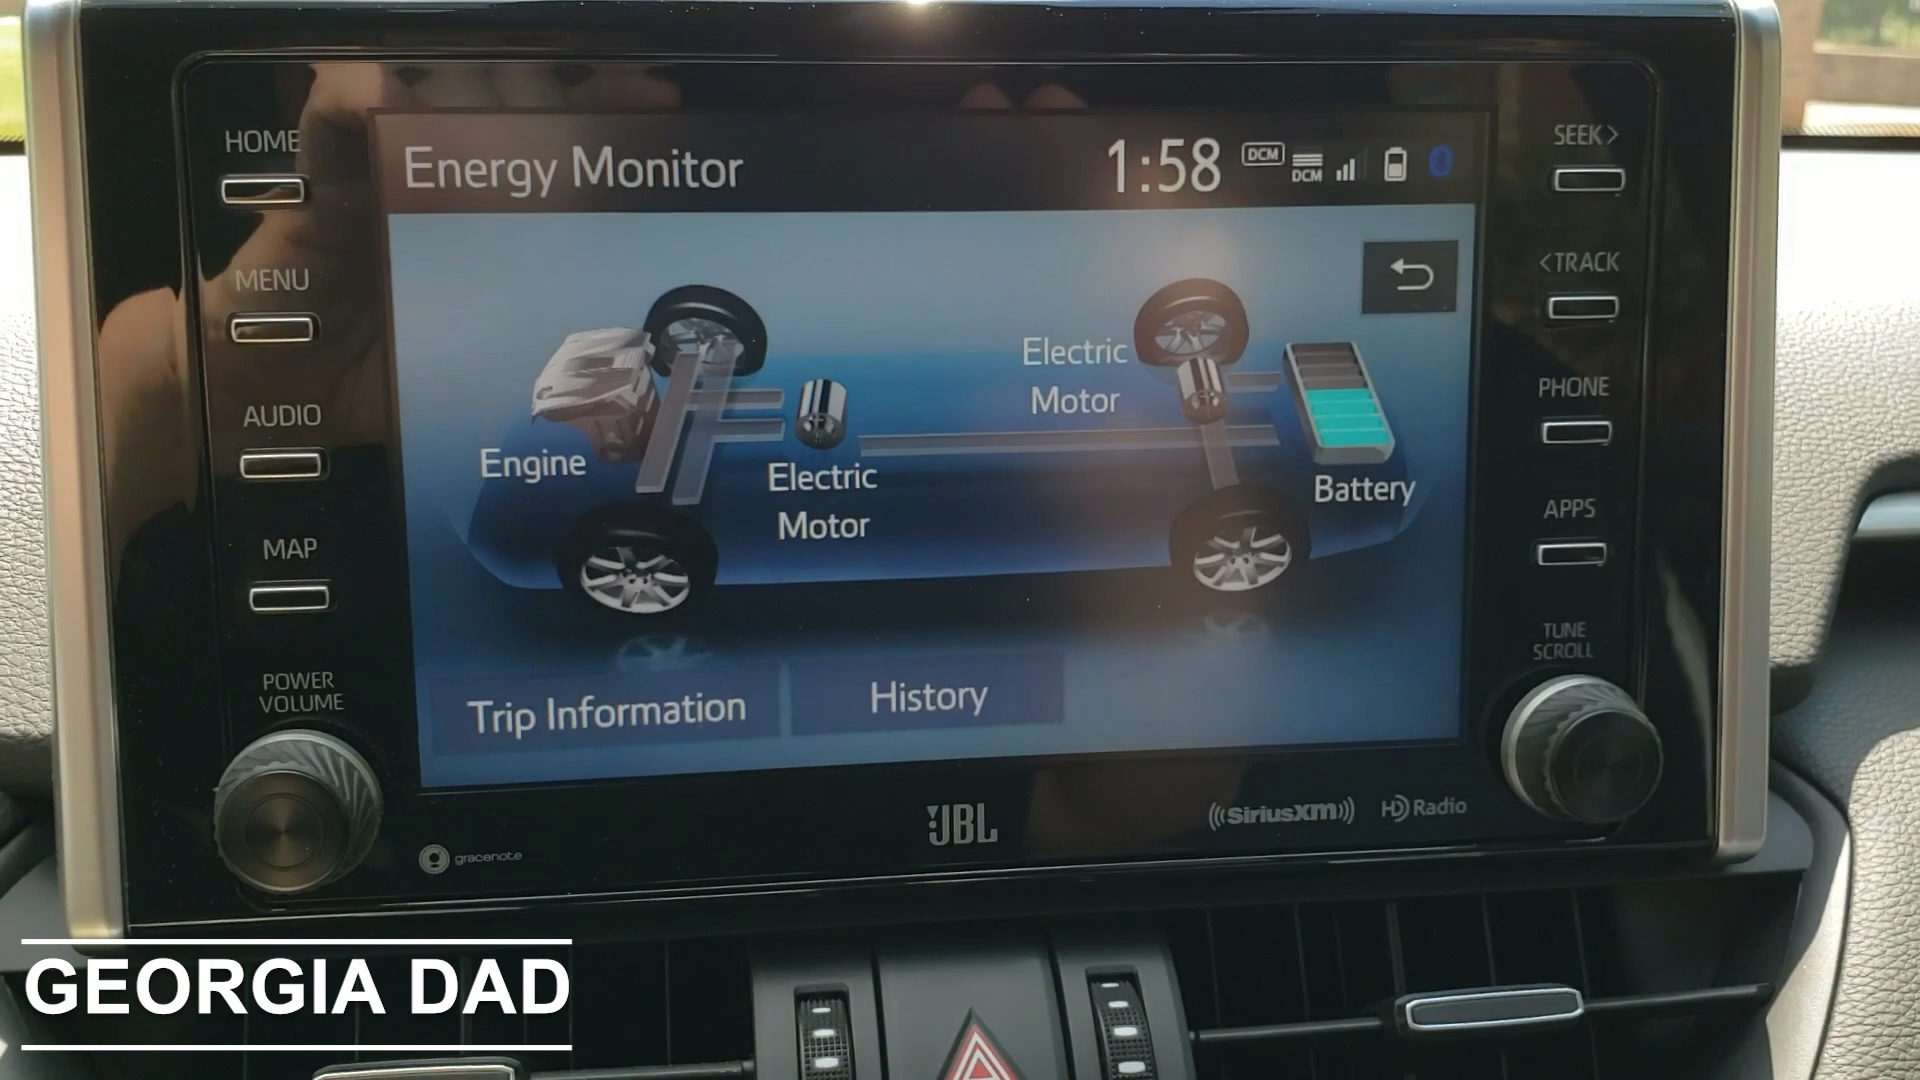 HOME
MENU
AUDIO
MAP
POWER
VOLUME
Energy Monitor
1:58
DCM
DCM
Engine
Electric
Motor
Electric
Motor
Battery
Trip Information
History
SEEK>
<TRACK
PHONE
APPS
TUNE
SCROLL
gracenote
JBL
SiriusXM
HD Radio
GEORGIA DAD